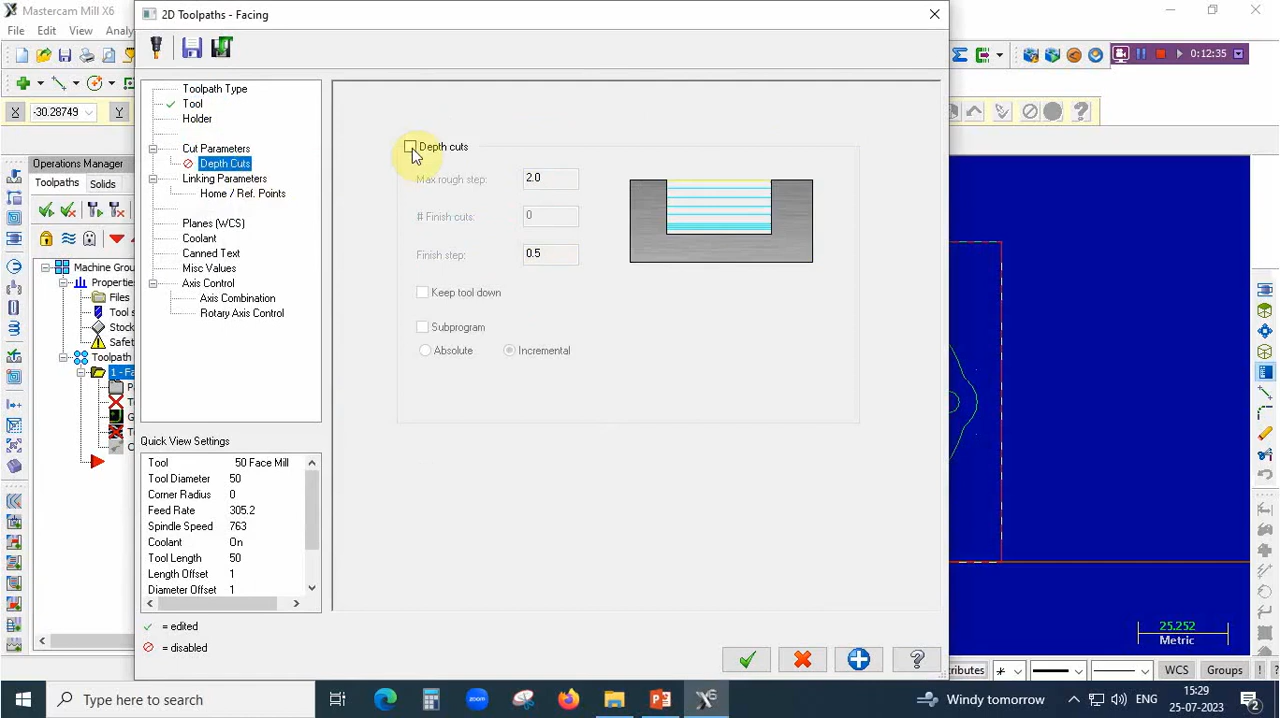 Mastercam Mill X6
File Edit View Analy
2D Toolpaths - Facing
0:12:35
X -30.28749 Y
Operations Manager
Toolpaths Solids
Machine Grou
Properties
Files
Tool s
Stock
Safet
Toolpath
1 - Fa
Toolpath Type
Tool
Holder
Cut Parameters
Depth Cuts
Linking Parameters
Home / Ref. Points
Planes (WCS)
Coolant
Canned Text
Misc Values
Axis Control
Axis Combination
Rotary Axis Control
Depth cuts
Max rough step: 2.0
# Finish cuts: 0
Finish step: 0.5
Keep tool down
Subprogram
Absolute Incremental
Quick View Settings
Tool 50 Face Mill
Tool Diameter 50
Corner Radius 0
Feed Rate 305.2
Spindle Speed 763
Coolant On
Tool Length 50
Length Offset 1
Diameter Offset 1
= edited
= disabled
25.252
Metric
ributes WCS Groups ! ?
Type here to search
Windy tomorrow
ENG
15:29
25-07-2023
2